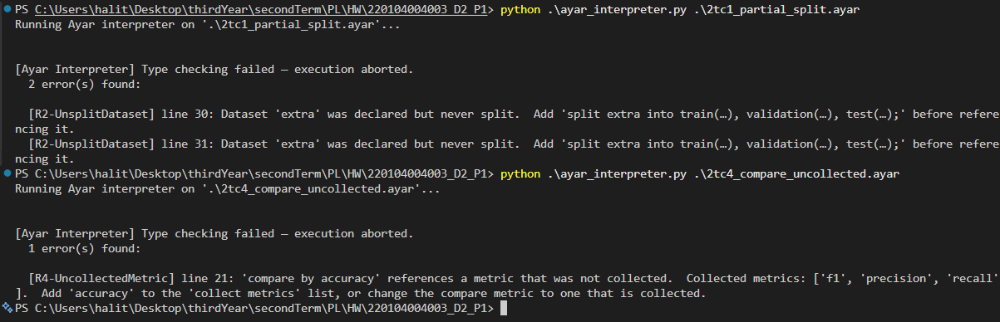 PS C:\Users\halit\Desktop\thirdYear\secondTerm\PL\HW\220104004003_D2_P1> python .\ayar_interpreter.py .\2tc1_partial_split.ayar
Running Ayar interpreter on '.\2tc1_partial_split.ayar'...
[Ayar Interpreter] Type checking failed — execution aborted.
2 error(s) found:
[R2-UnsplitDataset] line 30: Dataset 'extra' was declared but never split.  Add 'split extra into train(…), validation(…), test(…);' before refere
ncing it.
[R2-UnsplitDataset] line 31: Dataset 'extra' was declared but never split.  Add 'split extra into train(…), validation(…), test(…);' before refere
ncing it.
PS C:\Users\halit\Desktop\thirdYear\secondTerm\PL\HW\220104004003_D2_P1> python .\ayar_interpreter.py .\2tc4_compare_uncollected.ayar
Running Ayar interpreter on '.\2tc4_compare_uncollected.ayar'...
[Ayar Interpreter] Type checking failed — execution aborted.
1 error(s) found:
[R4-UncollectedMetric] line 21: 'compare by accuracy' references a metric that was not collected.  Collected metrics: ['f1', 'precision', 'recall'
].  Add 'accuracy' to the 'collect metrics' list, or change the compare metric to one that is collected.
PS C:\Users\halit\Desktop\thirdYear\secondTerm\PL\HW\220104004003_D2_P1>